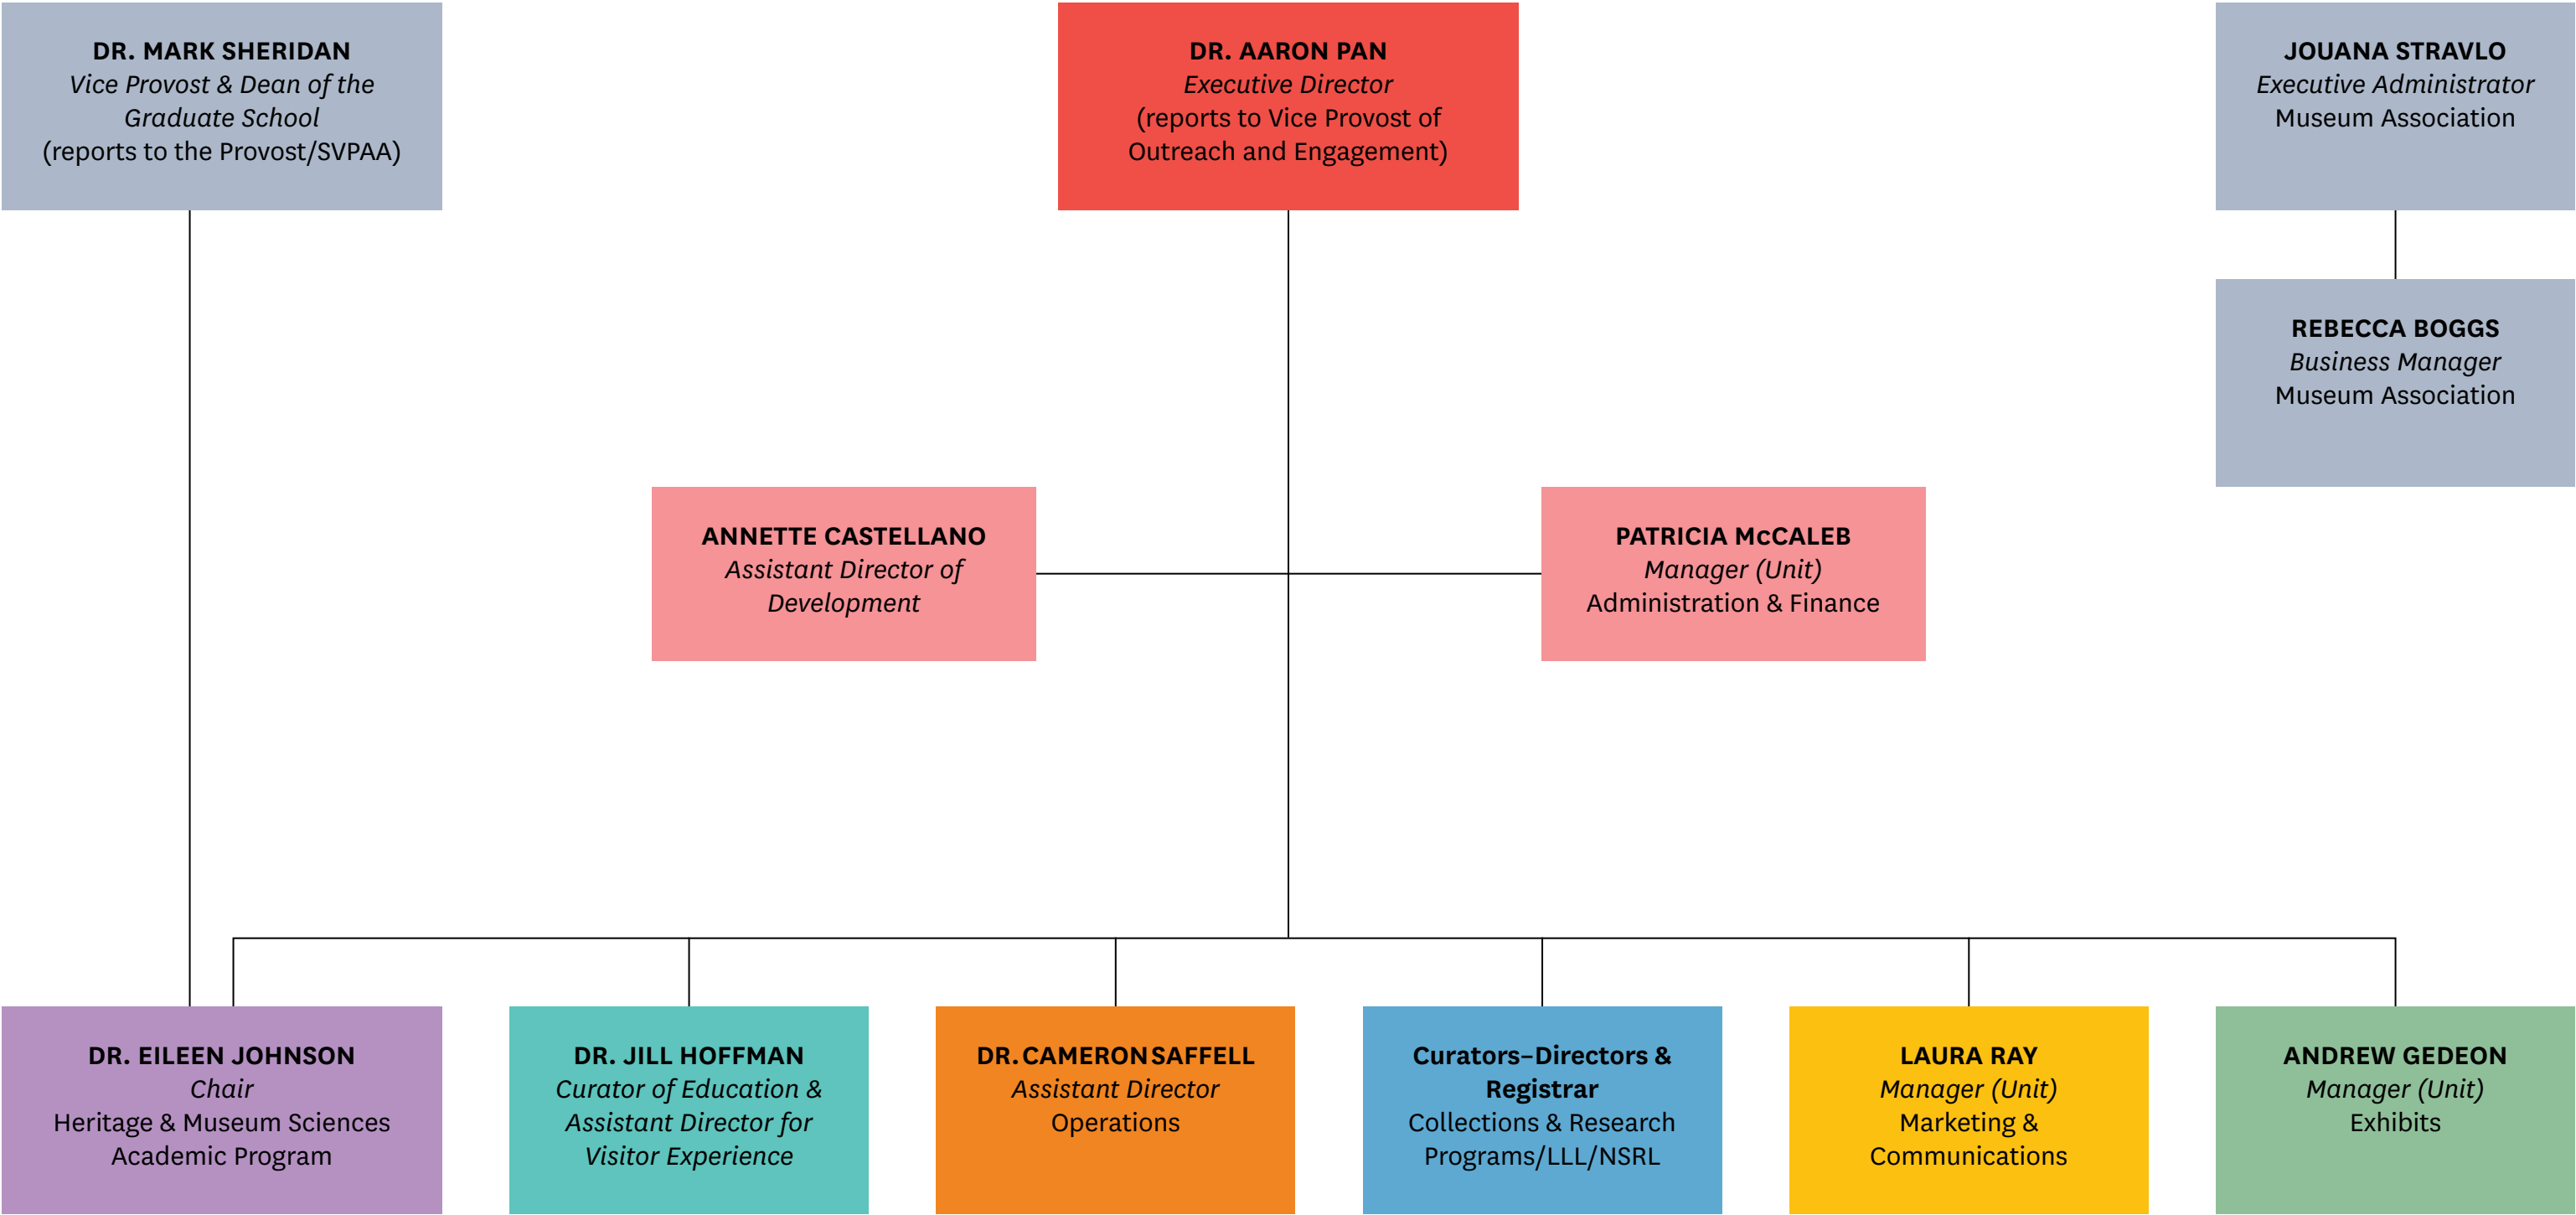 DR. MARK SHERIDAN
Vice Provost & Dean of the
Graduate School
(reports to the Provost/SVPAA)
DR. AARON PAN
Executive Director
(reports to Vice Provost of
Outreach and Engagement)
JOUANA STRAVLO
Executive Administrator
Museum Association
REBECCA BOGGS
Business Manager
Museum Association
ANNETTE CASTELLANO
Assistant Director of
Development
PATRICIA McCALEB
Manager (Unit)
Administration & Finance
DR. EILEEN JOHNSON
Chair
Heritage & Museum Sciences
Academic Program
DR. JILL HOFFMAN
Curator of Education &
Assistant Director for
Visitor Experience
DR. CAMERON SAFFELL
Assistant Director
Operations
Curators–Directors &
Registrar
Collections & Research
Programs/LLL/NSRL
LAURA RAY
Manager (Unit)
Marketing &
Communications
ANDREW GEDEON
Manager (Unit)
Exhibits